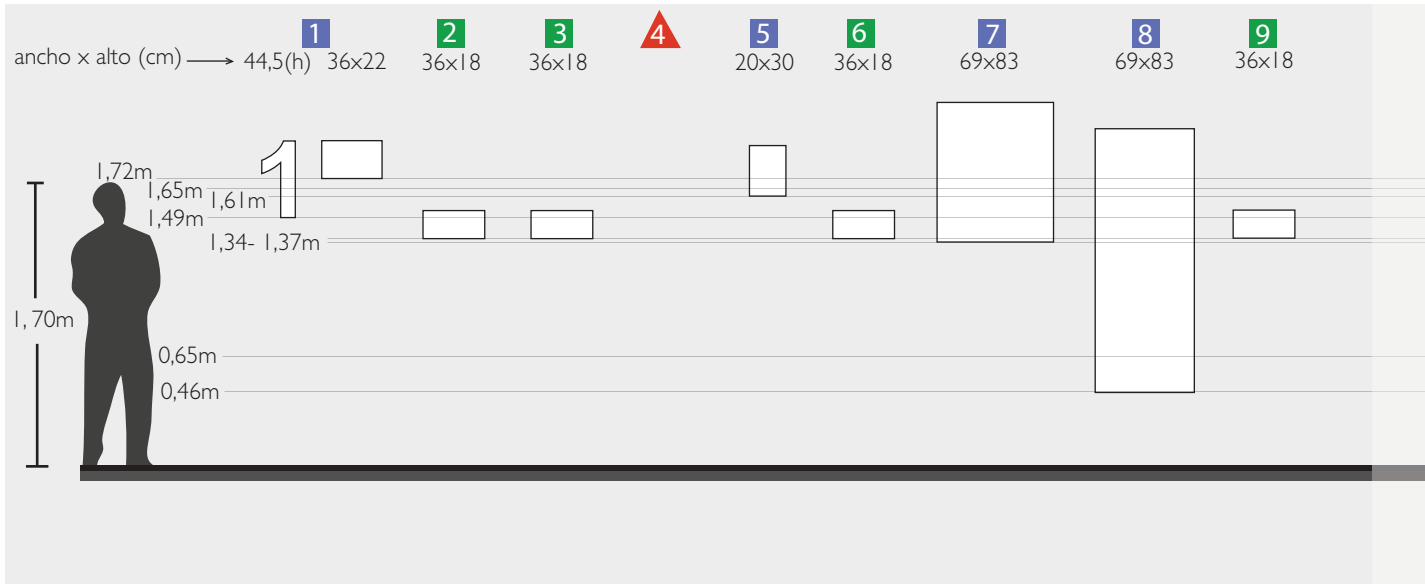 1 2 3 4 5 6 7 8 9
ancho x alto (cm) 44,5(h) 36x22 36x18 36x18 20x30 36x18 69x83 69x83 36x18
1
1,72m
1,65m
1,61m
1,49m
1,34- 1,37m
1,70m
0,65m
0,46m